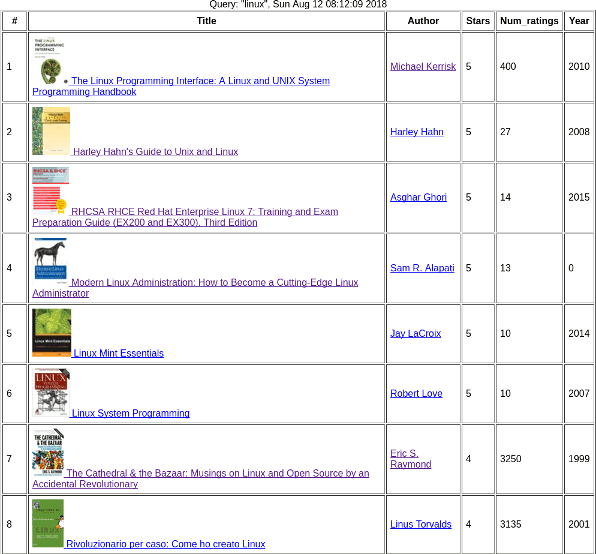 Query: "linux", Sun Aug 12 08:12:09 2018
# Title Author Stars Num_ratings Year
THE LINUX
PROGRAMMING
INTERFACE
1 The Linux Programming Interface: A Linux and UNIX System
Programming Handbook
Michael Kerrisk 5 400 2010
2 Harley Hahn's Guide to Unix and Linux Harley Hahn 5 27 2008
RHCSA & RHCE
3 RHCSA RHCE Red Hat Enterprise Linux 7: Training and Exam
Preparation Guide (EX200 and EX300), Third Edition
Asghar Ghori 5 14 2015
Modern Linux
Administration
4 Modern Linux Administration: How to Become a Cutting-Edge Linux
Administrator
Sam R. Alapati 5 13 0
Linux Mint Essentials
5 Linux Mint Essentials Jay LaCroix 5 10 2014
LINUX
6 Linux System Programming Robert Love 5 10 2007
THE CATHEDRAL
& THE BAZAAR
7 The Cathedral & the Bazaar: Musings on Linux and Open Source by an
Accidental Revolutionary
Eric S.
Raymond
4 3250 1999
8 Rivoluzionario per caso: Come ho creato Linux Linus Torvalds 4 3135 2001